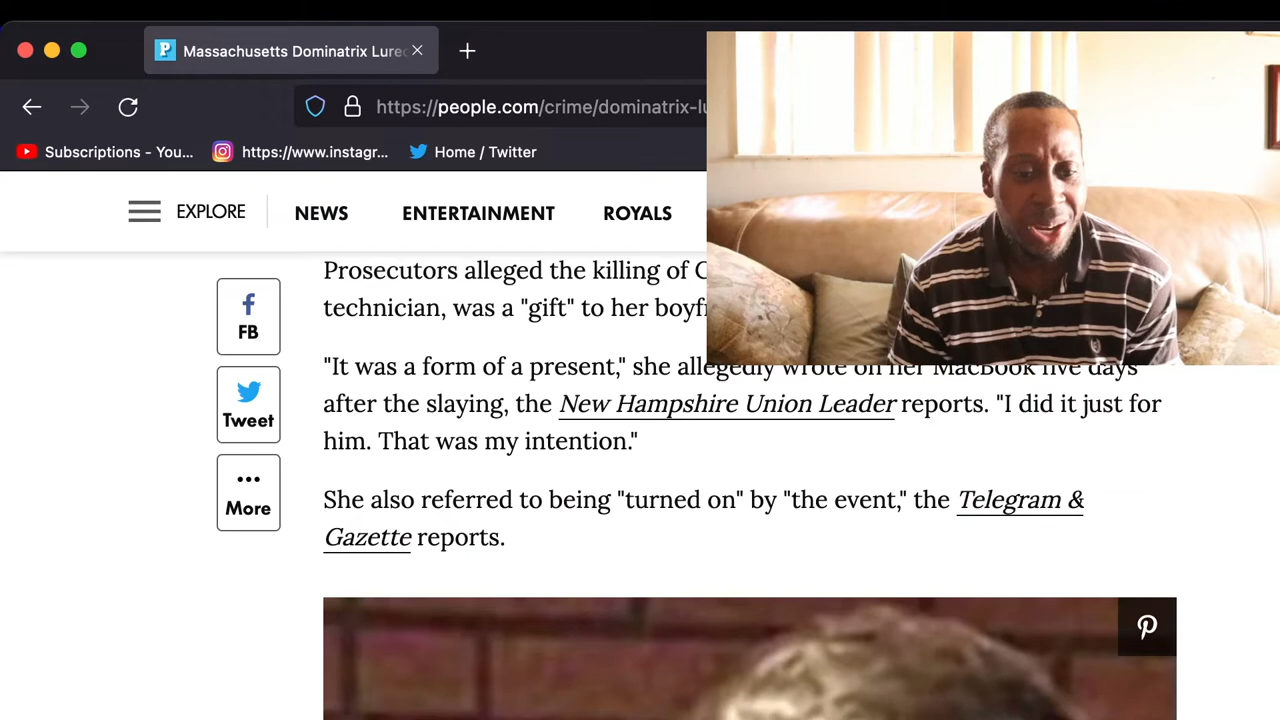 Massachusetts Dominatrix Lured
https://people.com/crime/dominatrix-lu
Subscriptions - You...
https://www.instagr...
Home / Twitter
EXPLORE
NEWS
ENTERTAINMENT
ROYALS
Prosecutors alleged the killing of
technician, was a "gift" to her boyf
"It was a form of a present," she allegedly wrote on her MacBook five days
after the slaying, the New Hampshire Union Leader reports. "I did it just for
him. That was my intention."
She also referred to being "turned on" by "the event," the Telegram &
Gazette reports.
FB
Tweet
More